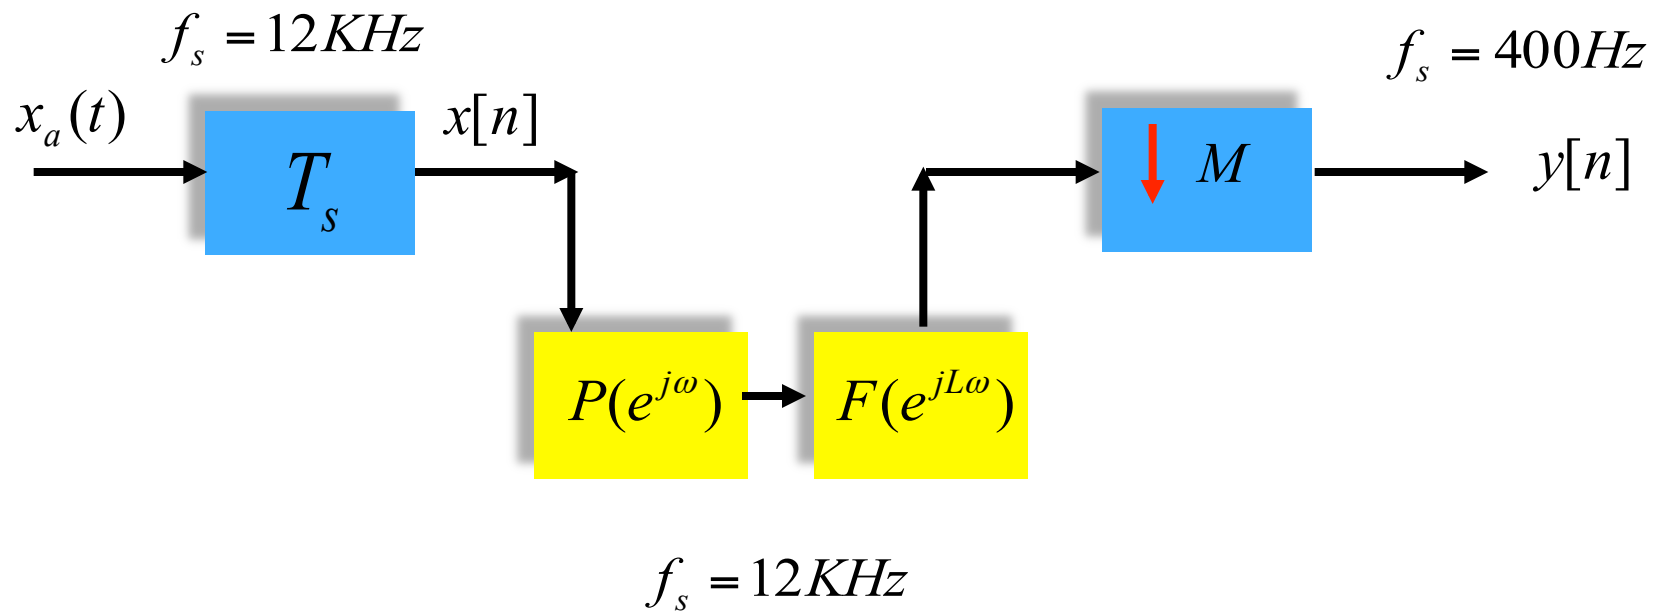 f_s = 12KHz
f_s = 400Hz
x_a(t)
T_s
x[n]
↓ M
y[n]
P(e^{jω})
F(e^{jLω})
f_s = 12KHz